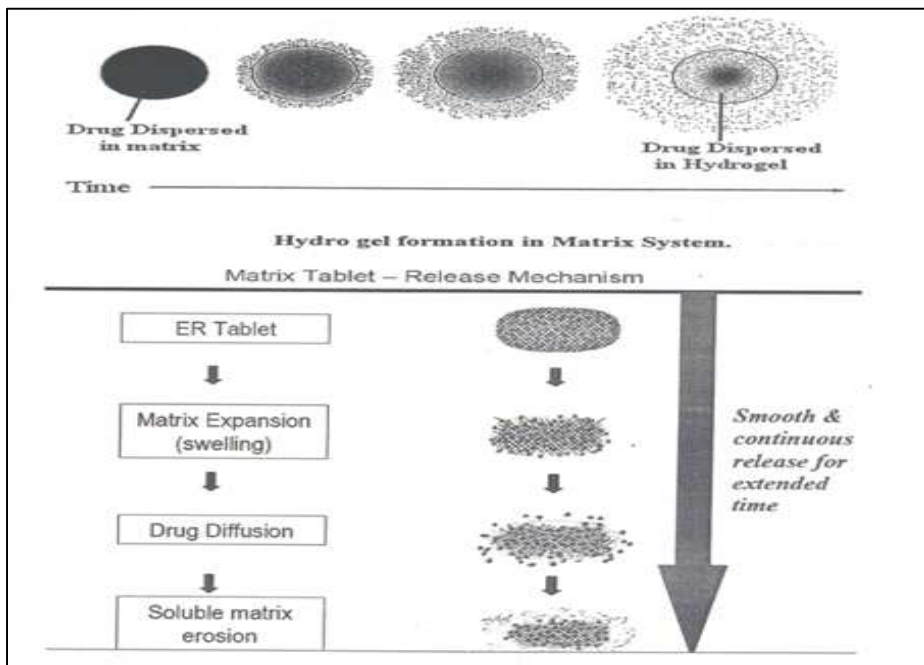 Drug Dispersed
in matrix
Drug Dispersed
in Hydrogel
Time
Hydro gel formation in Matrix System.
Matrix Tablet – Release Mechanism
ER Tablet
Matrix Expansion
(swelling)
Drug Diffusion
Soluble matrix
erosion
Smooth &
continuous
release for
extended
time